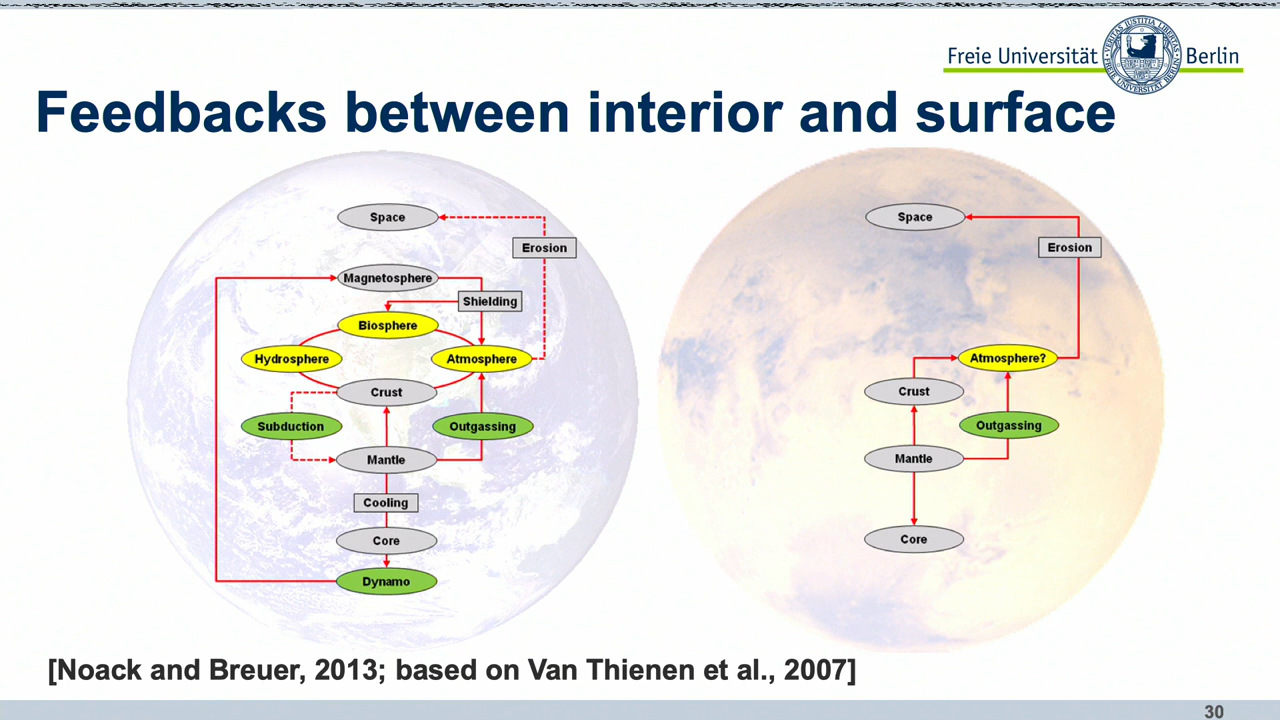 Freie Universität Berlin
Feedbacks between interior and surface
Space
Erosion
Magnetosphere
Shielding
Biosphere
Hydrosphere
Atmosphere
Crust
Subduction
Outgassing
Mantle
Cooling
Core
Dynamo
Space
Erosion
Atmosphere?
Crust
Outgassing
Mantle
Core
[Noack and Breuer, 2013; based on Van Thienen et al., 2007]
30